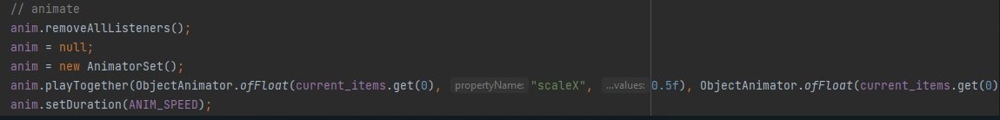 // animate
anim.removeAllListeners();
anim = null;
anim = new AnimatorSet();
anim.playTogether(ObjectAnimator.ofFloat(current_items.get(0), propertyName: "scaleX", ...values: 0.5f), ObjectAnimator.ofFloat(current_items.get(0)
anim.setDuration(ANIM_SPEED);